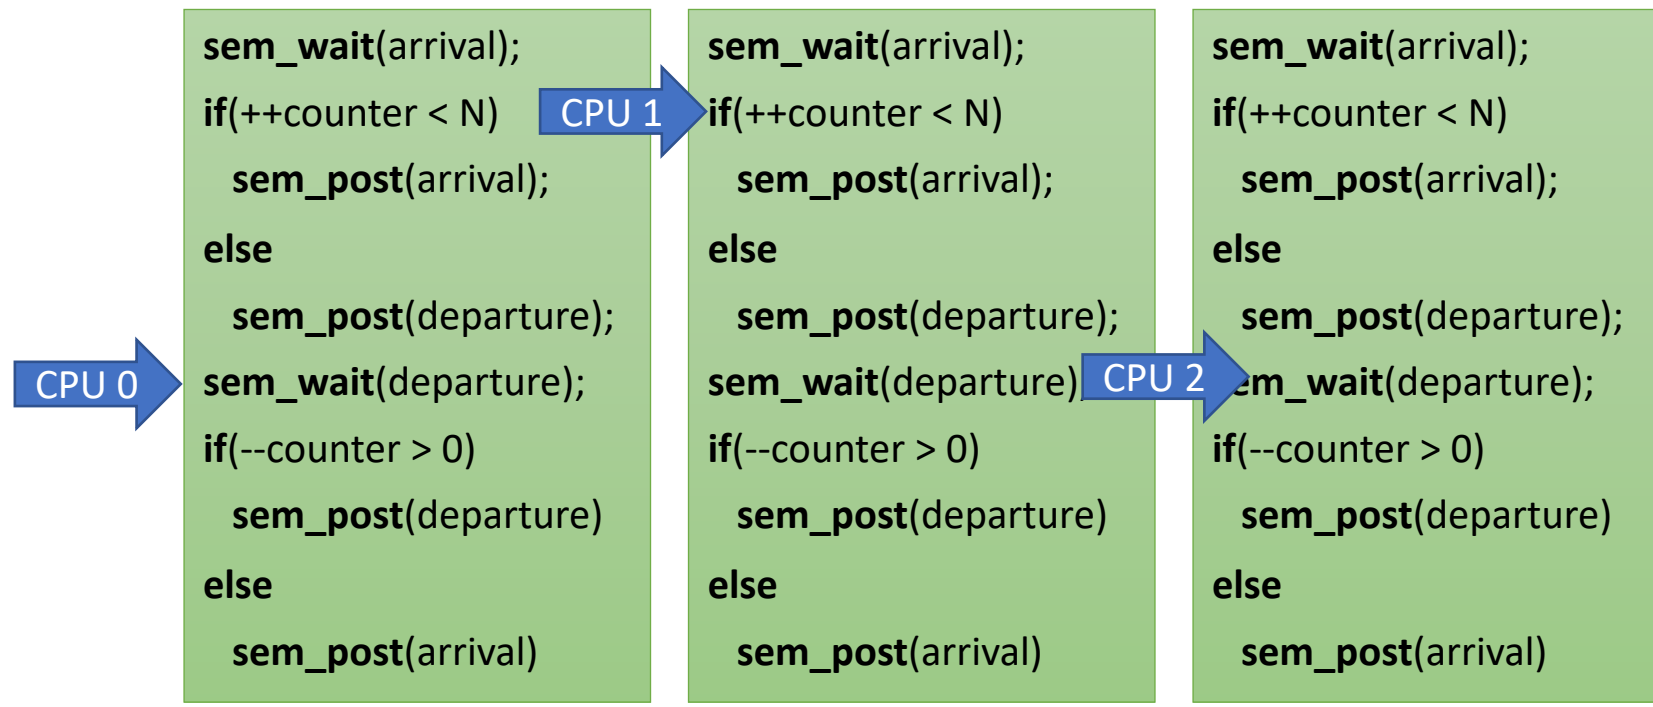 sem_wait(arrival);
if(++counter < N)
sem_post(arrival);
else
sem_post(departure);
sem_wait(departure);
if(--counter > 0)
sem_post(departure)
else
sem_post(arrival)
CPU 0
sem_wait(arrival);
if(++counter < N)
sem_post(arrival);
else
sem_post(departure);
sem_wait(departure)
if(--counter > 0)
sem_post(departure)
else
sem_post(arrival)
CPU 1
sem_wait(arrival);
if(++counter < N)
sem_post(arrival);
else
sem_post(departure);
em_wait(departure);
if(--counter > 0)
sem_post(departure)
else
sem_post(arrival)
CPU 2